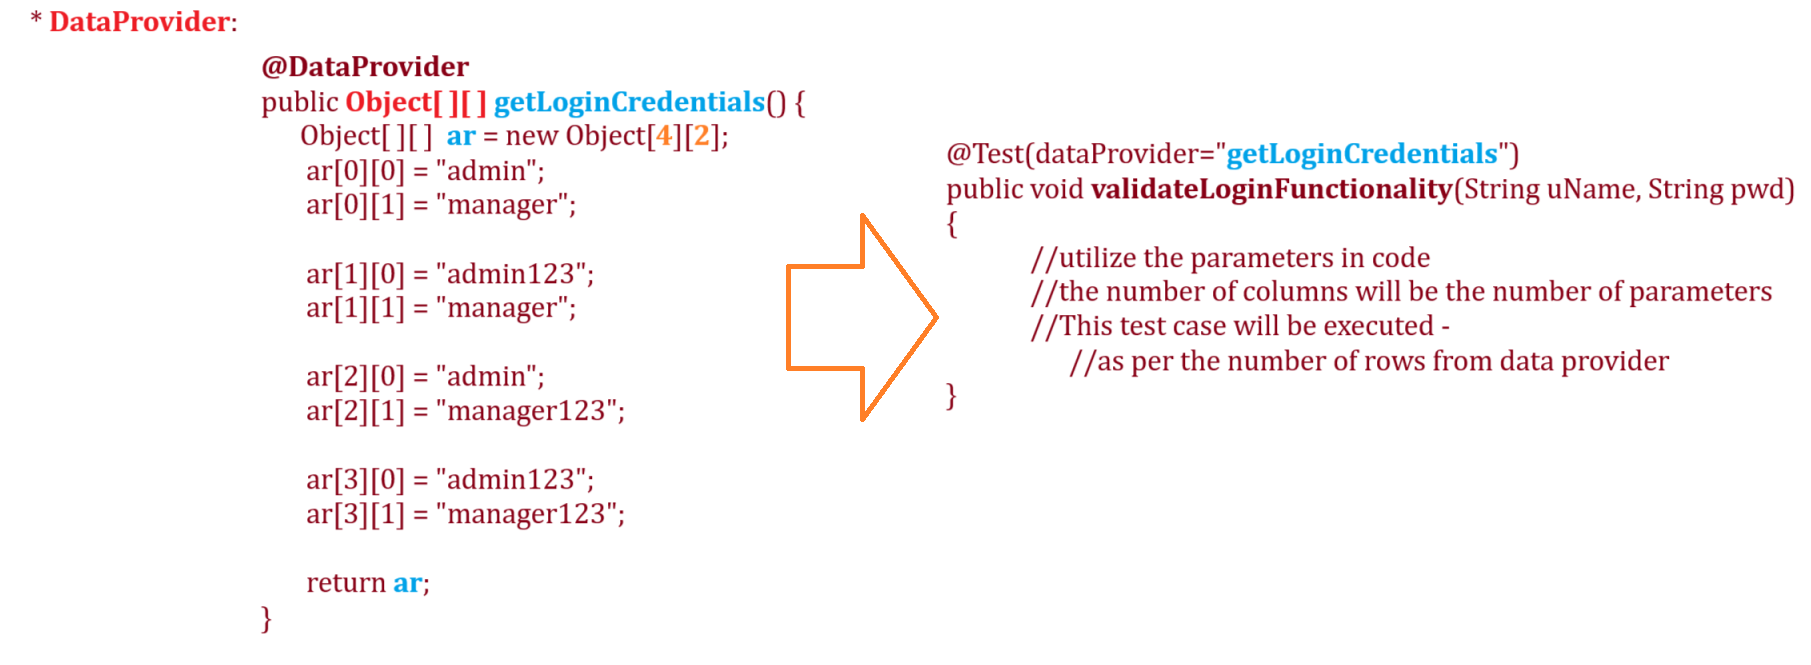 * DataProvider:
@DataProvider
public Object[ ][ ] getLoginCredentials() {
Object[ ][ ]  ar = new Object[4][2];
ar[0][0] = "admin";
ar[0][1] = "manager";
ar[1][0] = "admin123";
ar[1][1] = "manager";
ar[2][0] = "admin";
ar[2][1] = "manager123";
ar[3][0] = "admin123";
ar[3][1] = "manager123";
return ar;
}
@Test(dataProvider="getLoginCredentials")
public void validateLoginFunctionality(String uName, String pwd)
{
//utilize the parameters in code
//the number of columns will be the number of parameters
//This test case will be executed -
//as per the number of rows from data provider
}